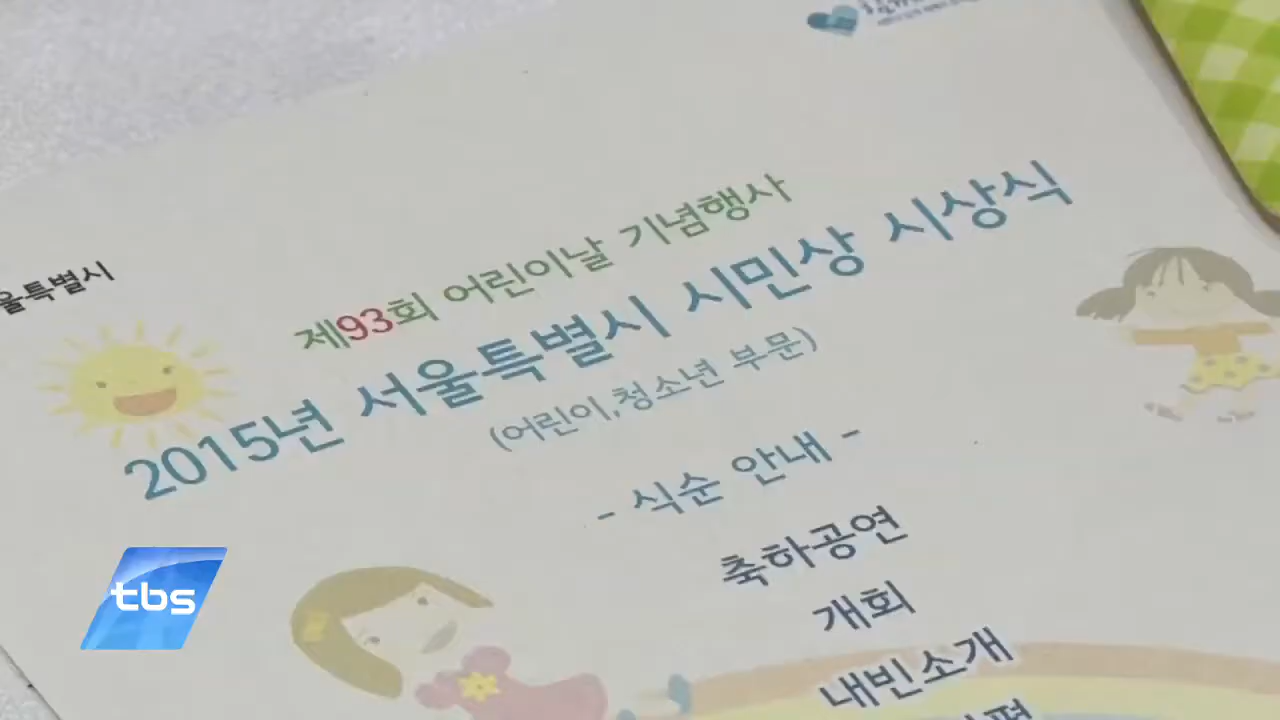 서울특별시
제93회 어린이날 기념행사
2015년 서울특별시 시민상 시상식
(어린이,청소년 부문)
- 식순 안내 -
축하공연
개회
내빈소개
tbs